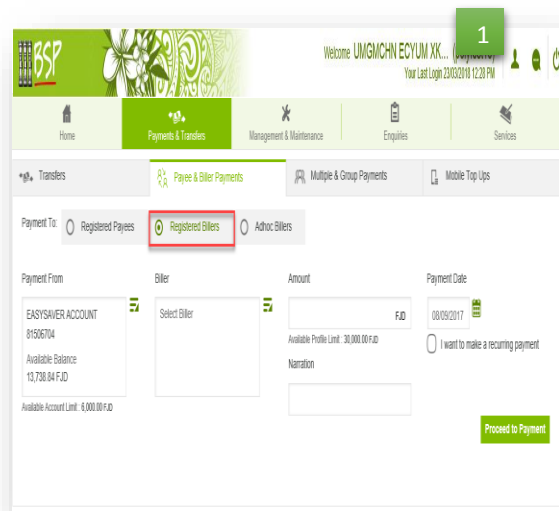 1
BSP
Welcome UMGMCHN ECYUM XK...
Your Last Login 23/03/2018 12:28 PM
Home
Payments & Transfers
Management & Maintenance
Enquiries
Services
Transfers
Payee & Biller Payments
Multiple & Group Payments
Mobile Top Ups
Payment To:
Registered Payees
Registered Billers
Adhoc Billers
Payment From
Biller
Amount
Payment Date
EASYSAVER ACCOUNT
81506704
Available Balance
13,738.84 FJD
Select Biller
FJD
08/09/2017
Available Profile Limit: 30,000.00 FJD
I want to make a recurring payment
Narration
Available Account Limit: 6,000.00 FJD
Proceed to Payment